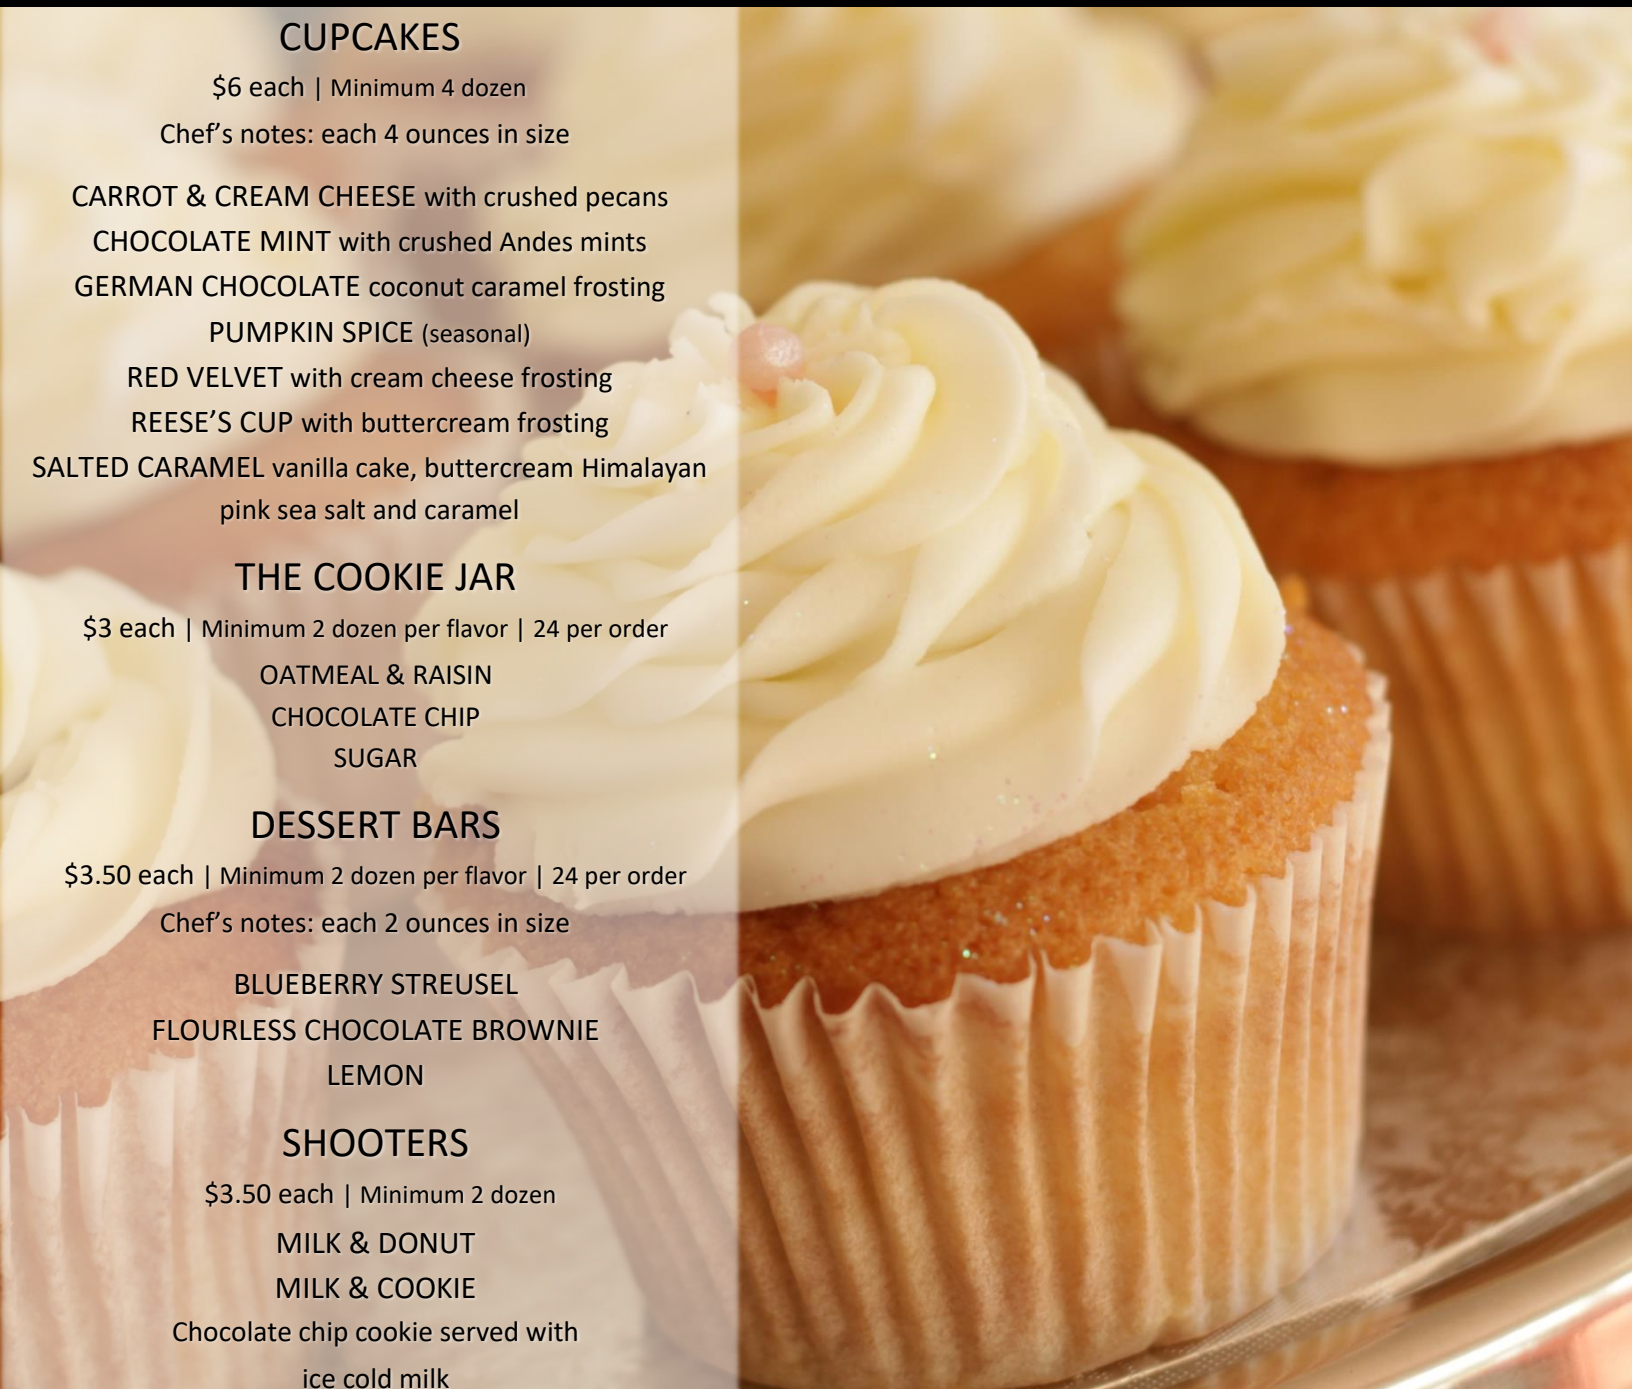 CUPCAKES
$6 each | Minimum 4 dozen
Chef’s notes: each 4 ounces in size
CARROT & CREAM CHEESE with crushed pecans
CHOCOLATE MINT with crushed Andes mints
GERMAN CHOCOLATE coconut caramel frosting
PUMPKIN SPICE (seasonal)
RED VELVET with cream cheese frosting
REESE’S CUP with buttercream frosting
SALTED CARAMEL vanilla cake, buttercream Himalayan
pink sea salt and caramel
THE COOKIE JAR
$3 each | Minimum 2 dozen per flavor | 24 per order
OATMEAL & RAISIN
CHOCOLATE CHIP
SUGAR
DESSERT BARS
$3.50 each | Minimum 2 dozen per flavor | 24 per order
Chef’s notes: each 2 ounces in size
BLUEBERRY STREUSEL
FLOURLESS CHOCOLATE BROWNIE
LEMON
SHOOTERS
$3.50 each | Minimum 2 dozen
MILK & DONUT
MILK & COOKIE
Chocolate chip cookie served with
ice cold milk